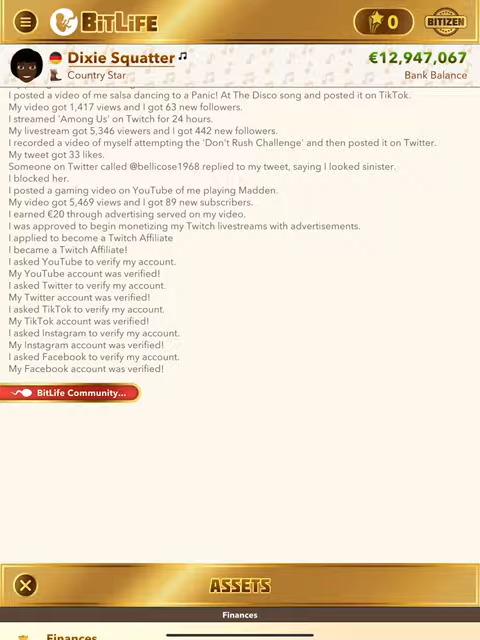 BitLife
0
BITIZEN
Dixie Squatter
€12,947,067
Country Star
Bank Balance
I posted a video of me salsa dancing to a Panic! At The Disco song and posted it on TikTok.
My video got 1,417 views and I got 63 new followers.
I streamed 'Among Us' on Twitch for 24 hours.
My livestream got 5,346 viewers and I got 442 new followers.
I recorded a video of myself attempting the 'Don't Rush Challenge' and then posted it on Twitter.
My tweet got 33 likes.
Someone on Twitter called @bellicose1968 replied to my tweet, saying I looked sinister.
I blocked her.
I posted a gaming video on YouTube of me playing Madden.
My video got 5,469 views and I got 89 new subscribers.
I earned €20 through advertising served on my video.
I was approved to begin monetizing my Twitch livestreams with advertisements.
I applied to become a Twitch Affiliate
I became a Twitch Affiliate!
I asked YouTube to verify my account.
My YouTube account was verified!
I asked Twitter to verify my account.
My Twitter account was verified!
I asked TikTok to verify my account.
My TikTok account was verified!
I asked Instagram to verify my account.
My Instagram account was verified!
I asked Facebook to verify my account.
My Facebook account was verified!
BitLife Community...
ASSETS
Finances
Finances